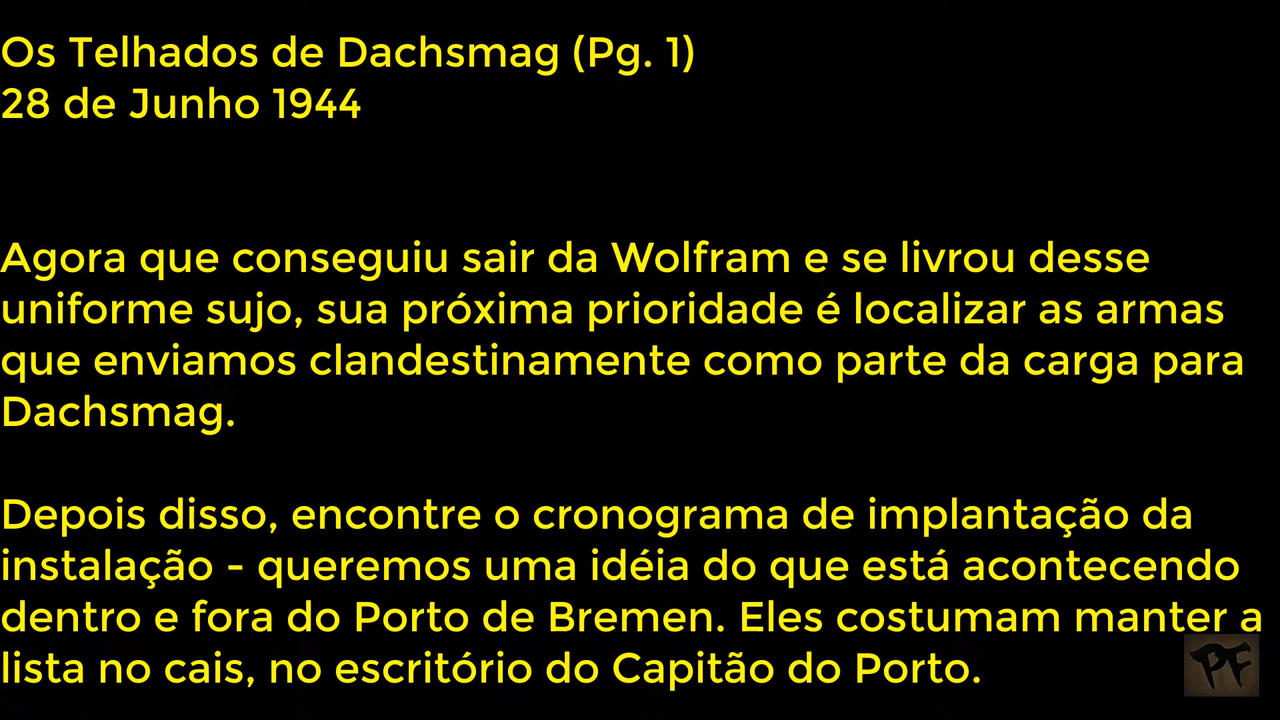 Os Telhados de Dachsmag (Pg. 1)
28 de Junho 1944
Agora que conseguiu sair da Wolfram e se livrou desse
uniforme sujo, sua próxima prioridade é localizar as armas
que enviamos clandestinamente como parte da carga para
Dachsmag.
Depois disso, encontre o cronograma de implantação da
instalação - queremos uma idéia do que está acontecendo
dentro e fora do Porto de Bremen. Eles costumam manter a
lista no cais, no escritório do Capitão do Porto.
PF